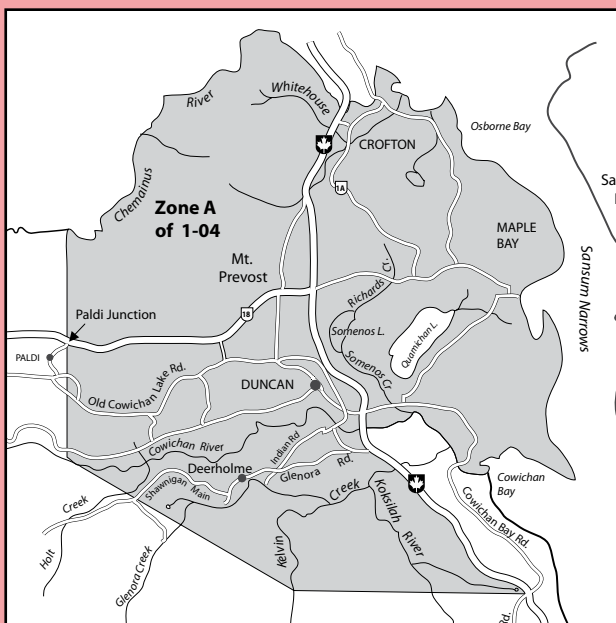 Whitehouse
River
Osborne Bay
CROFTON
1A
Chemainus
Zone A
of 1-04
MAPLE
BAY
Mt.
Prevost
Richards Cr.
Sansum Narrows
18
Paldi Junction
Somenos L.
Quamichan L.
PALDI
Somenos Cr
Old Cowichan Lake Rd.
DUNCAN
Cowichan River
Indian Rd
Deerholme
Glenora Rd.
Shawnigan Main
Creek
Koksilah
River
Cowichan
Bay
Cowichan Bay Rd.
Holt
Creek
Glenora Creek
Kelvin
Rd.
Sa